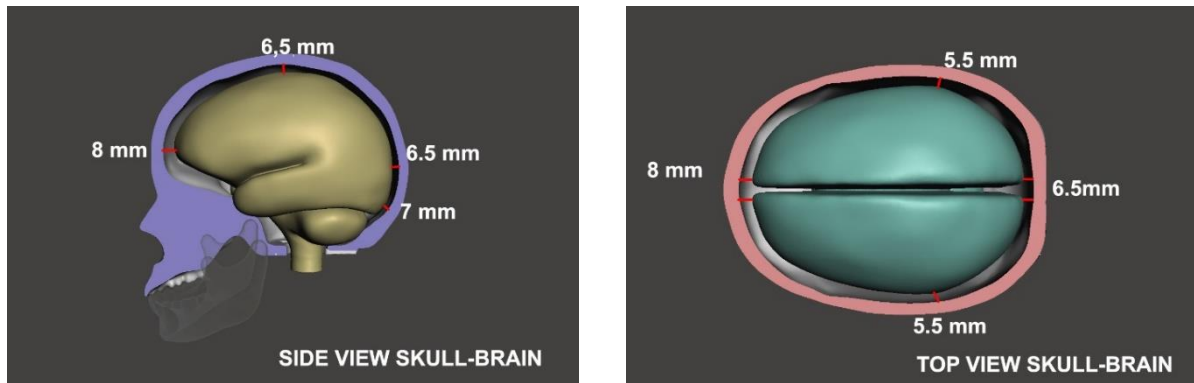 6,5 mm
8 mm
6.5 mm
7 mm
SIDE VIEW SKULL-BRAIN
5.5 mm
8 mm
6.5mm
5.5 mm
TOP VIEW SKULL-BRAIN